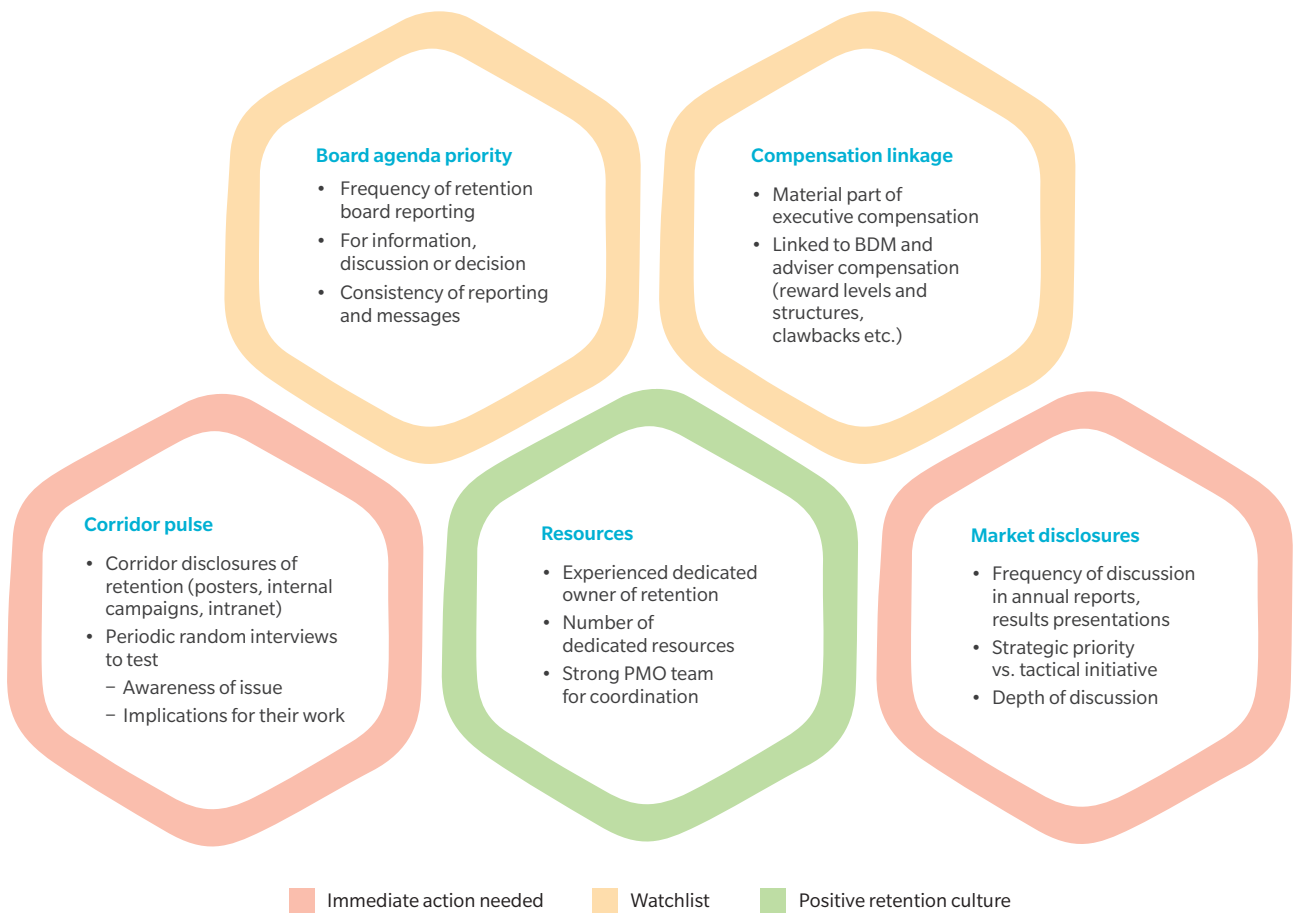 Board agenda priority
• Frequency of retention
board reporting
• For information,
discussion or decision
• Consistency of reporting
and messages
Compensation linkage
• Material part of
executive compensation
• Linked to BDM and
adviser compensation
(reward levels and
structures,
clawbacks etc.)
Corridor pulse
• Corridor disclosures of
retention (posters, internal
campaigns, intranet)
• Periodic random interviews
to test
– Awareness of issue
– Implications for their work
Resources
• Experienced dedicated
owner of retention
• Number of
dedicated resources
• Strong PMO team
for coordination
Market disclosures
• Frequency of discussion
in annual reports,
results presentations
• Strategic priority
vs. tactical initiative
• Depth of discussion
Immediate action needed
Watchlist
Positive retention culture